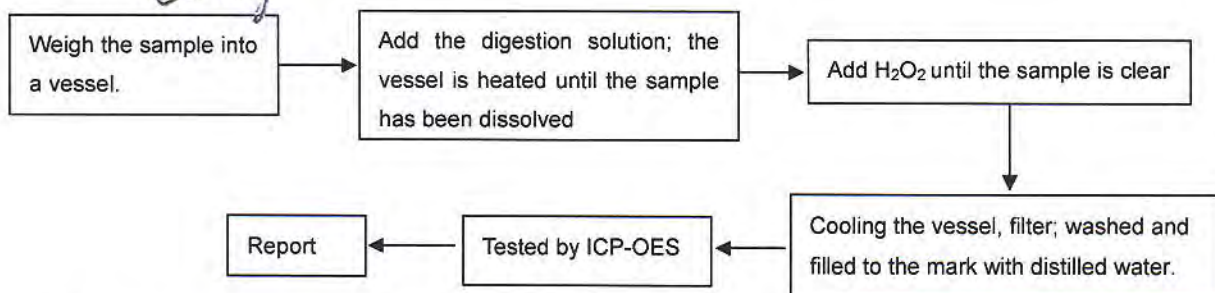 Weigh the sample into
a vessel.
Add the digestion solution; the
vessel is heated until the sample
has been dissolved
Add H₂O₂ until the sample is clear
Cooling the vessel, filter; washed and
filled to the mark with distilled water.
Tested by ICP-OES
Report